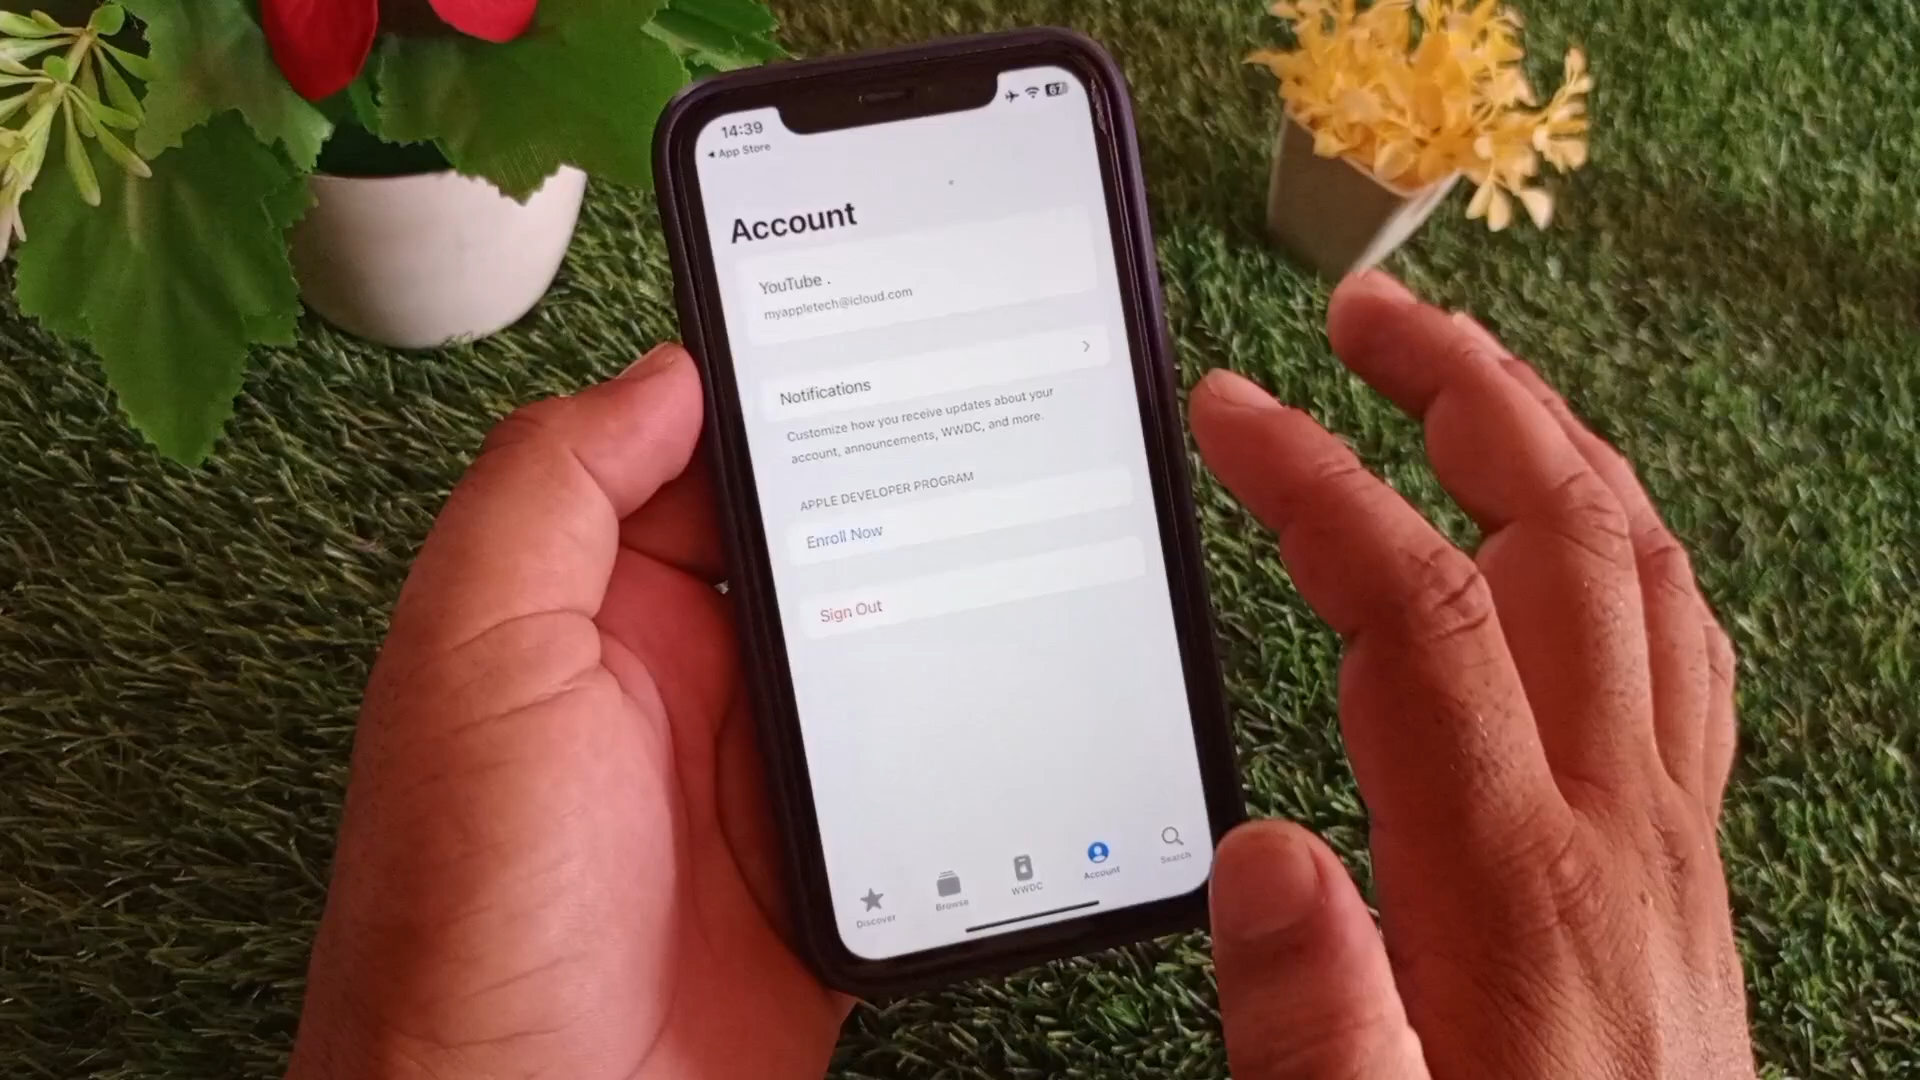 14:39
67
◂ App Store
Account
YouTube .
myappletech@icloud.com
Notifications
Customize how you receive updates about your
account, announcements, WWDC, and more.
APPLE DEVELOPER PROGRAM
Enroll Now
Sign Out
Discover
Browse
WWDC
Account
Search